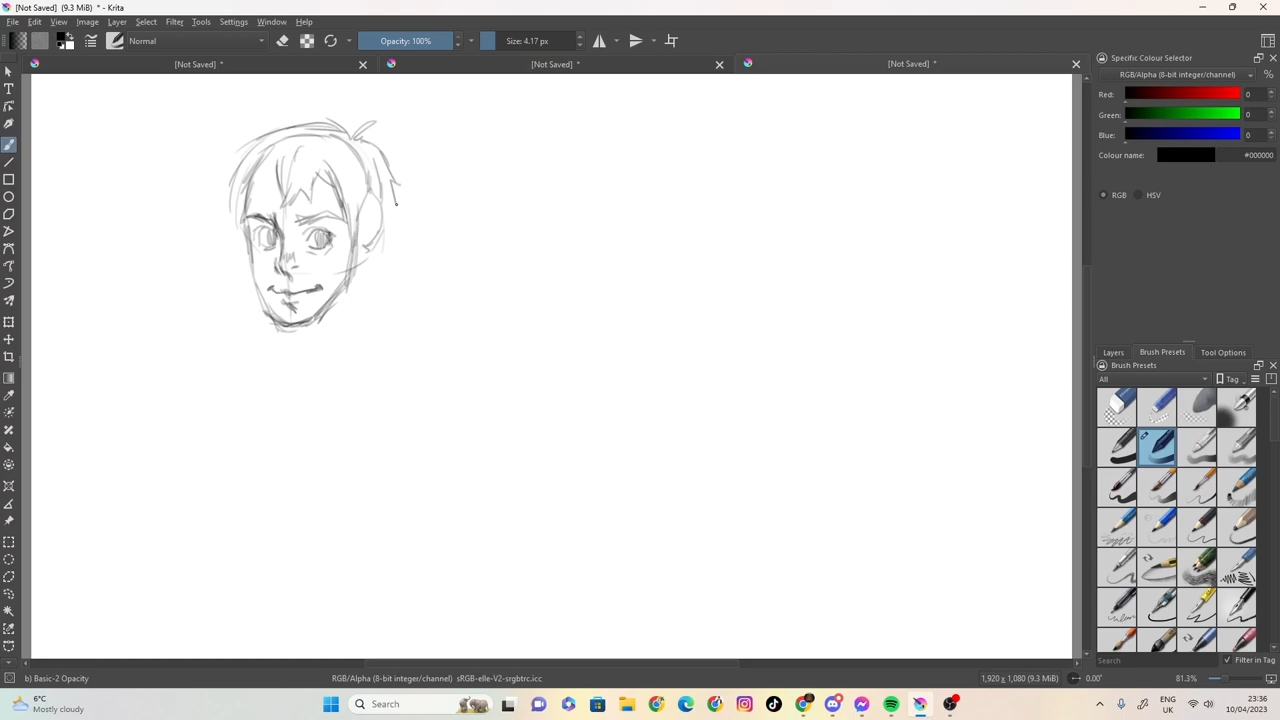 [Not Saved]  (9.3 MiB)  * - Krita
File Edit View Image Layer Select Filter Tools Settings Window Help
Normal
Opacity: 100%
Size: 4.17 px
[Not Saved] *
[Not Saved] *
[Not Saved] *
Specific Colour Selector
RGB/Alpha (8-bit integer/channel)
%
Red: 0
Green: 0
Blue: 0
Colour name: #000000
RGB HSV
Layers Brush Presets Tool Options
Brush Presets
All
Tag
Search
Filter in Tag
b) Basic-2 Opacity
RGB/Alpha (8-bit integer/channel)  sRGB-elle-V2-srgbtrc.icc
1,920 x 1,080 (9.3 MiB)
0.00°
81.3%
6°C
Mostly cloudy
Search
ENG
UK
23:36
10/04/2023